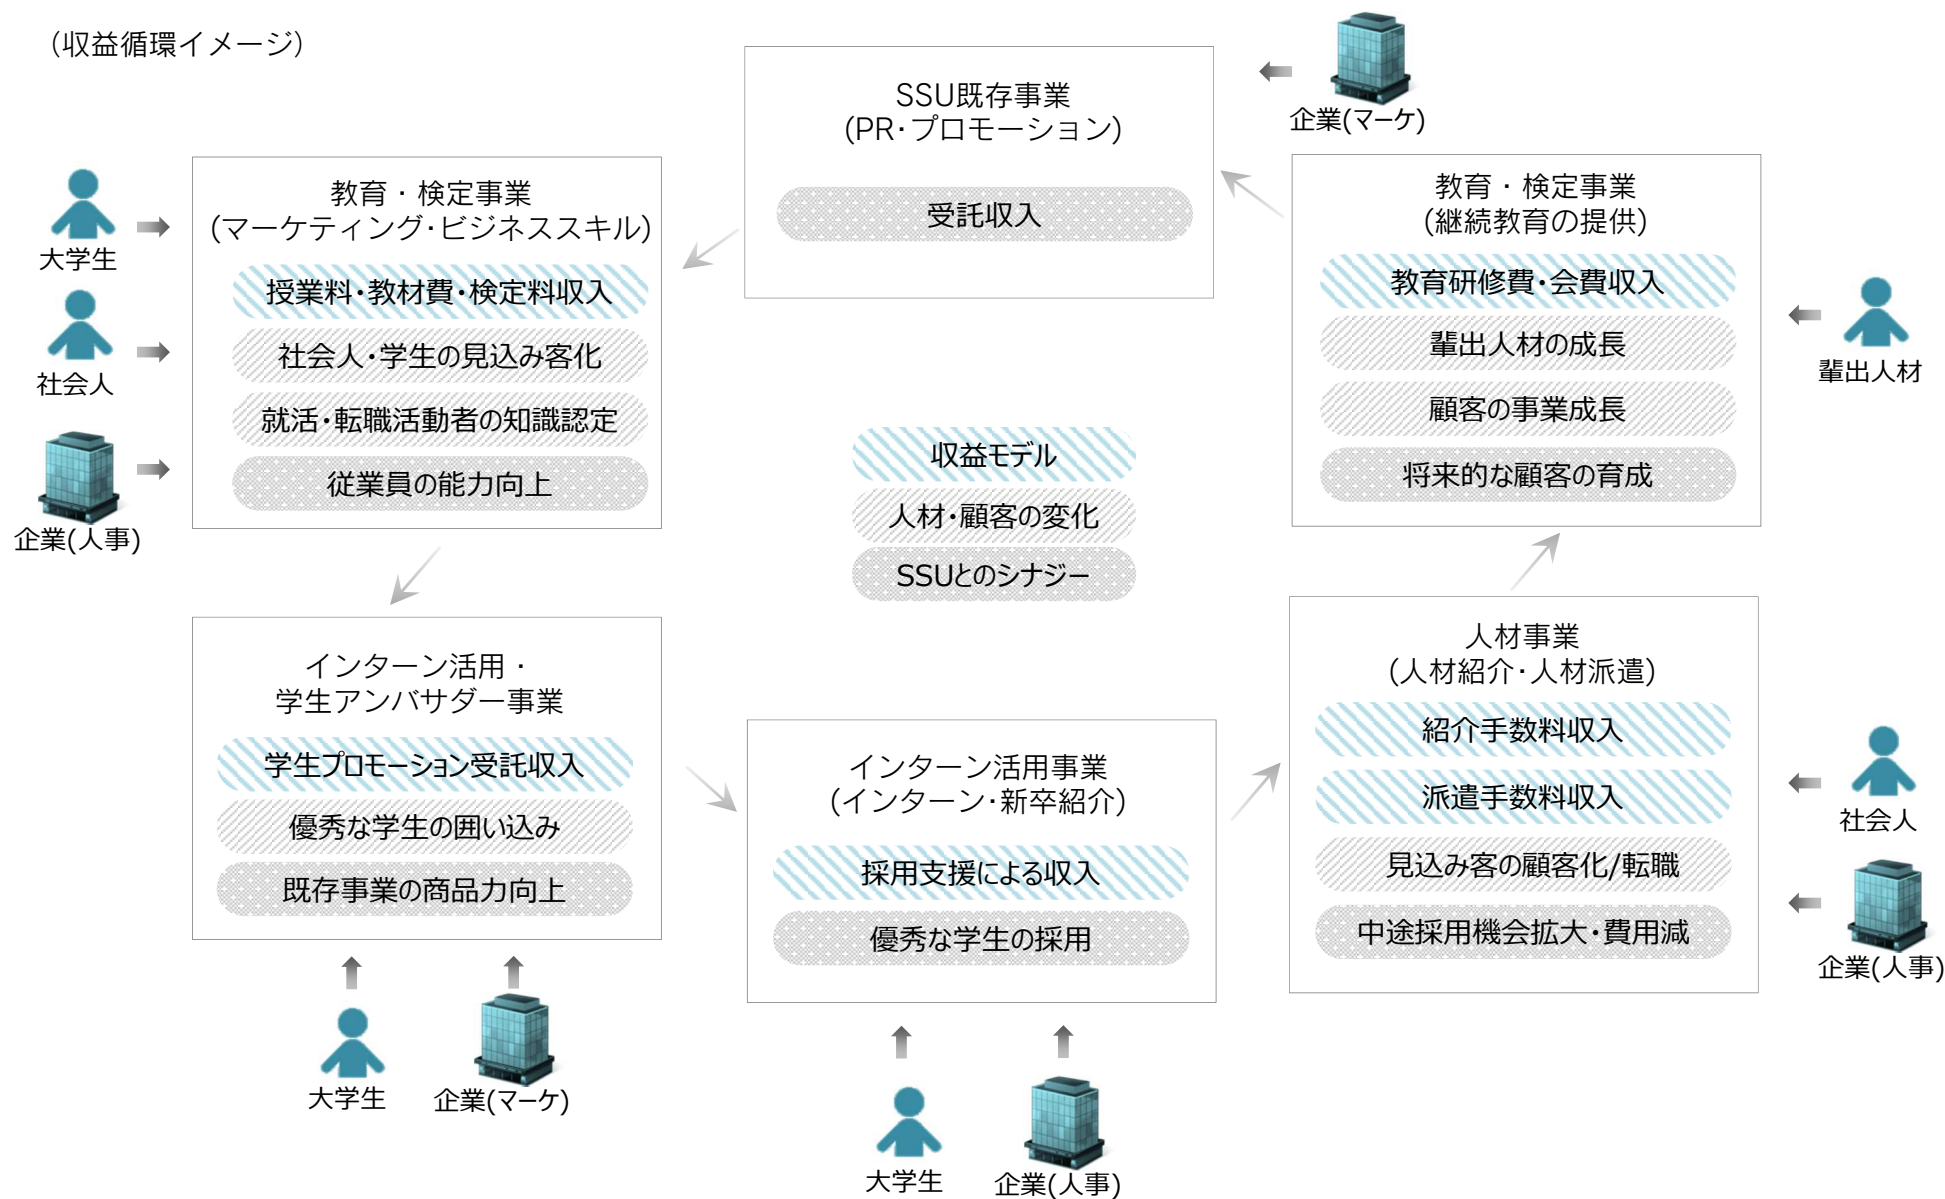 （収益循環イメージ）
SSU既存事業
(PR･プロモーション)
受託収入
企業(マーケ)
大学生
社会人
企業(人事)
教育・検定事業
(マーケティング･ビジネススキル)
授業料･教材費･検定料収入
社会人･学生の見込み客化
就活･転職活動者の知識認定
従業員の能力向上
収益モデル
人材･顧客の変化
SSUとのシナジー
教育・検定事業
(継続教育の提供)
教育研修費･会費収入
輩出人材の成長
顧客の事業成長
将来的な顧客の育成
輩出人材
インターン活用・
学生アンバサダー事業
学生プロモーション受託収入
優秀な学生の囲い込み
既存事業の商品力向上
大学生
企業(マーケ)
インターン活用事業
(インターン･新卒紹介)
採用支援による収入
優秀な学生の採用
大学生
企業(人事)
人材事業
(人材紹介･人材派遣)
紹介手数料収入
派遣手数料収入
見込み客の顧客化/転職
中途採用機会拡大･費用減
社会人
企業(人事)